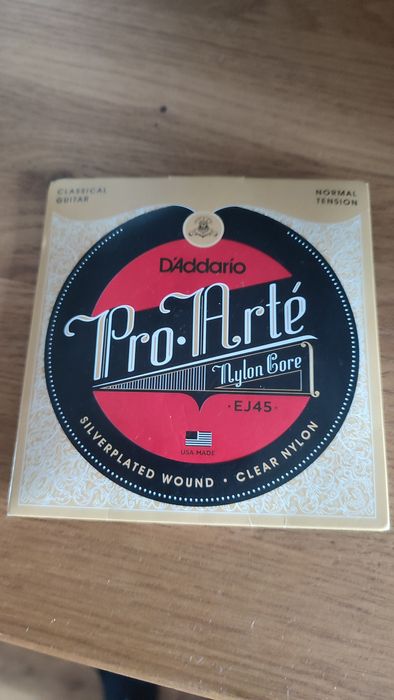 CLASSICAL
GUITAR
NORMAL
TENSION
D'Addario
Pro·Arté
Nylon Core
·EJ45·
USA MADE
SILVERPLATED WOUND · CLEAR NYLON